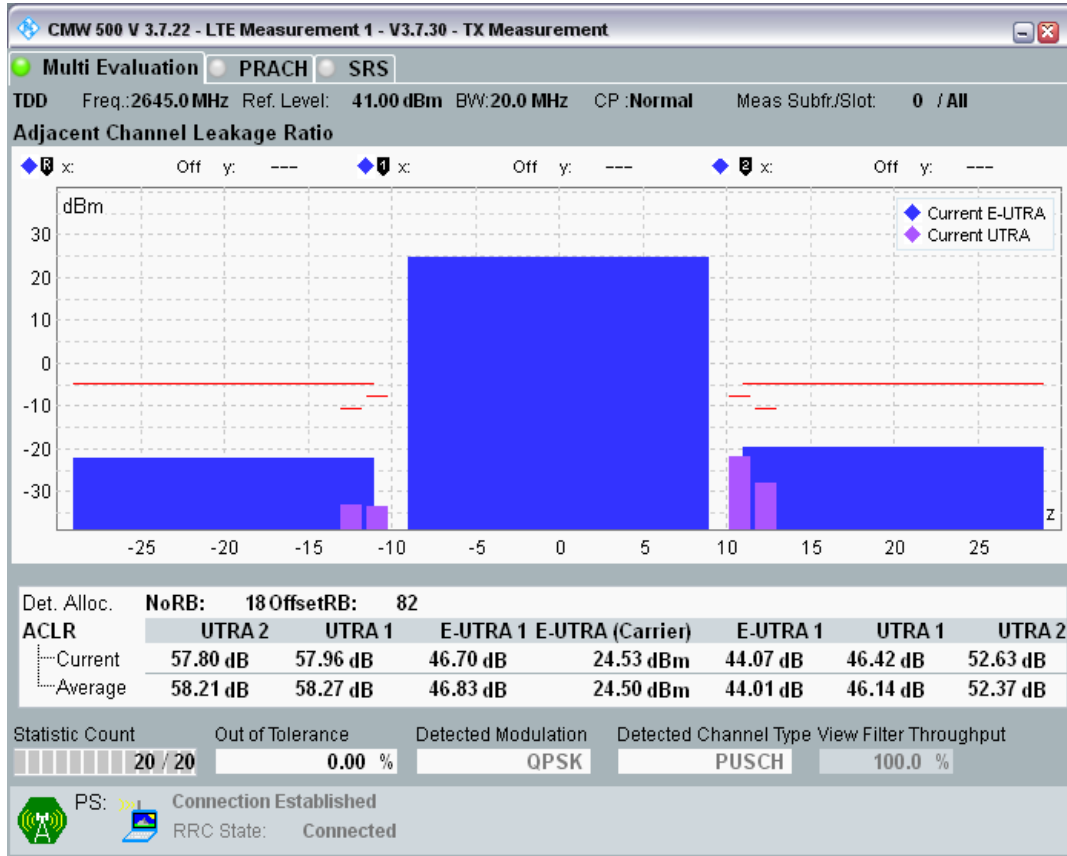 CMW 500 V 3.7.22 - LTE Measurement 1 - V3.7.30 - TX Measurement
Multi Evaluation PRACH SRS
TDD Freq.:2645.0 MHz Ref. Level: 41.00 dBm BW:20.0 MHz CP :Normal Meas Subfr./Slot: 0 / All
Adjacent Channel Leakage Ratio
R x: Off y: --- 1 x: Off y: --- 2 x: Off y: ---
dBm
Current E-UTRA
Current UTRA
30
20
10
0
-10
-20
-30
z
-25 -20 -15 -10 -5 0 5 10 15 20 25
Det. Alloc. NoRB: 18 OffsetRB: 82
ACLR UTRA 2 UTRA 1 E-UTRA 1 E-UTRA (Carrier) E-UTRA 1 UTRA 1 UTRA 2
Current 57.80 dB 57.96 dB 46.70 dB 24.53 dBm 44.07 dB 46.42 dB 52.63 dB
Average 58.21 dB 58.27 dB 46.83 dB 24.50 dBm 44.01 dB 46.14 dB 52.37 dB
Statistic Count Out of Tolerance Detected Modulation Detected Channel Type View Filter Throughput
20 / 20 0.00 % QPSK PUSCH 100.0 %
PS: Connection Established
RRC State: Connected